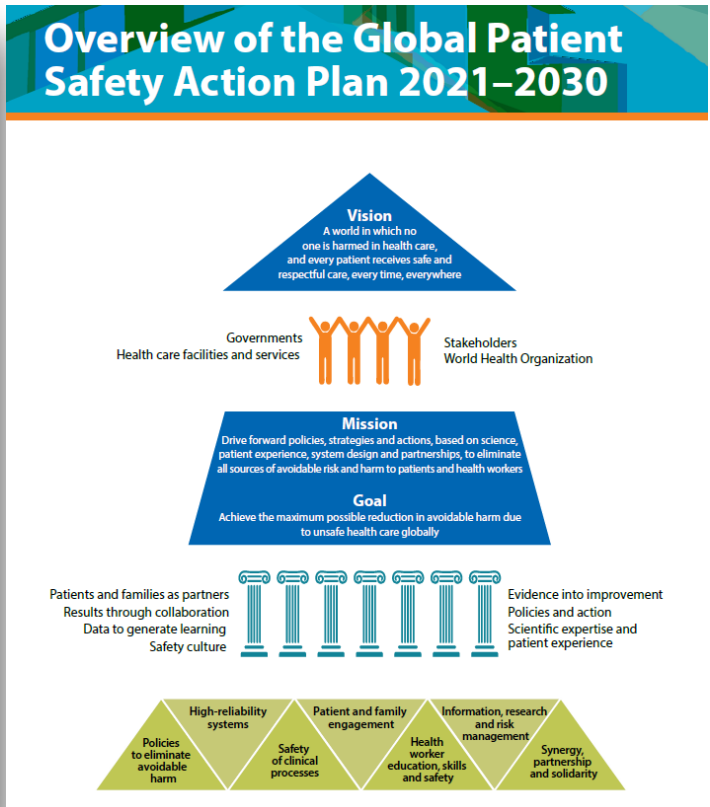 Overview of the Global Patient
Safety Action Plan 2021–2030
Vision
A world in which no
one is harmed in health care,
and every patient receives safe and
respectful care, every time, everywhere
Governments
Health care facilities and services
Stakeholders
World Health Organization
Mission
Drive forward policies, strategies and actions, based on science,
patient experience, system design and partnerships, to eliminate
all sources of avoidable risk and harm to patients and health workers
Goal
Achieve the maximum possible reduction in avoidable harm due
to unsafe health care globally
Patients and families as partners
Results through collaboration
Data to generate learning
Safety culture
Evidence into improvement
Policies and action
Scientific expertise and
patient experience
Policies
to eliminate
avoidable
harm
High-reliability
systems
Safety
of clinical
processes
Patient and family
engagement
Health
worker
education, skills
and safety
Information, research
and risk
management
Synergy,
partnership
and solidarity